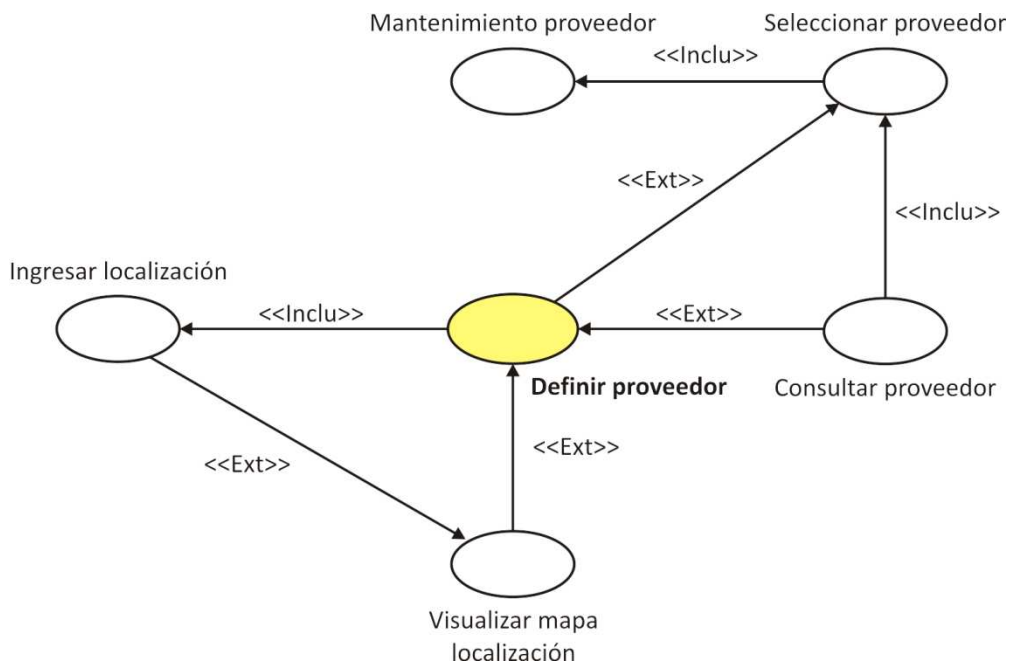 Mantenimiento proveedor
Seleccionar proveedor
<<Inclu>>
<<Ext>>
<<Inclu>>
Ingresar localización
<<Inclu>>
<<Ext>>
Definir proveedor
Consultar proveedor
<<Ext>>
<<Ext>>
Visualizar mapa
localización